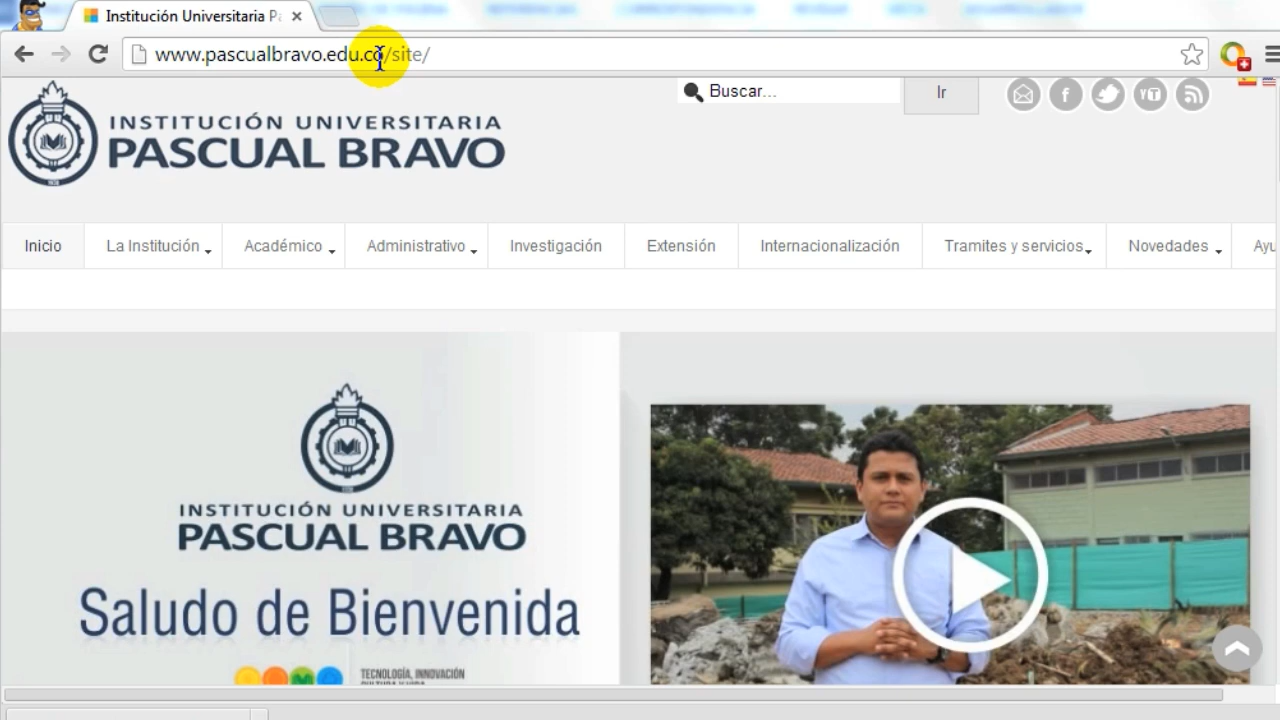 Institución Universitaria Pa
www.pascualbravo.edu.co/site/
INSTITUCIÓN UNIVERSITARIA
PASCUAL BRAVO
Buscar...
Ir
Inicio
La Institución
Académico
Administrativo
Investigación
Extensión
Internacionalización
Tramites y servicios
Novedades
Ayu
INSTITUCIÓN UNIVERSITARIA
PASCUAL BRAVO
Saludo de Bienvenida
TECNOLOGÍA, INNOVACIÓN